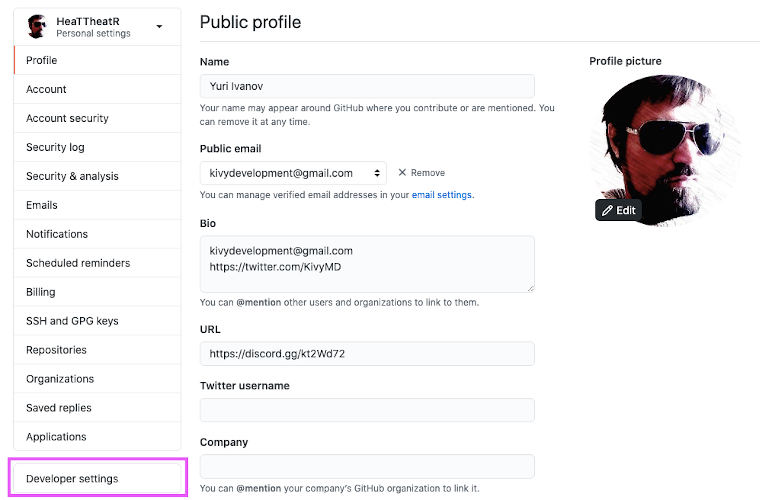 HeaTTheatR
Personal settings
Profile
Account
Account security
Security log
Security & analysis
Emails
Notifications
Scheduled reminders
Billing
SSH and GPG keys
Repositories
Organizations
Saved replies
Applications
Developer settings
Public profile
Name
Yuri Ivanov
Your name may appear around GitHub where you contribute or are mentioned. You
can remove it at any time.
Public email
kivydevelopment@gmail.com
Remove
You can manage verified email addresses in your email settings.
Bio
kivydevelopment@gmail.com
https://twitter.com/KivyMD
You can @mention other users and organizations to link to them.
URL
https://discord.gg/kt2Wd72
Twitter username
Company
You can @mention your company's GitHub organization to link it.
Profile picture
Edit